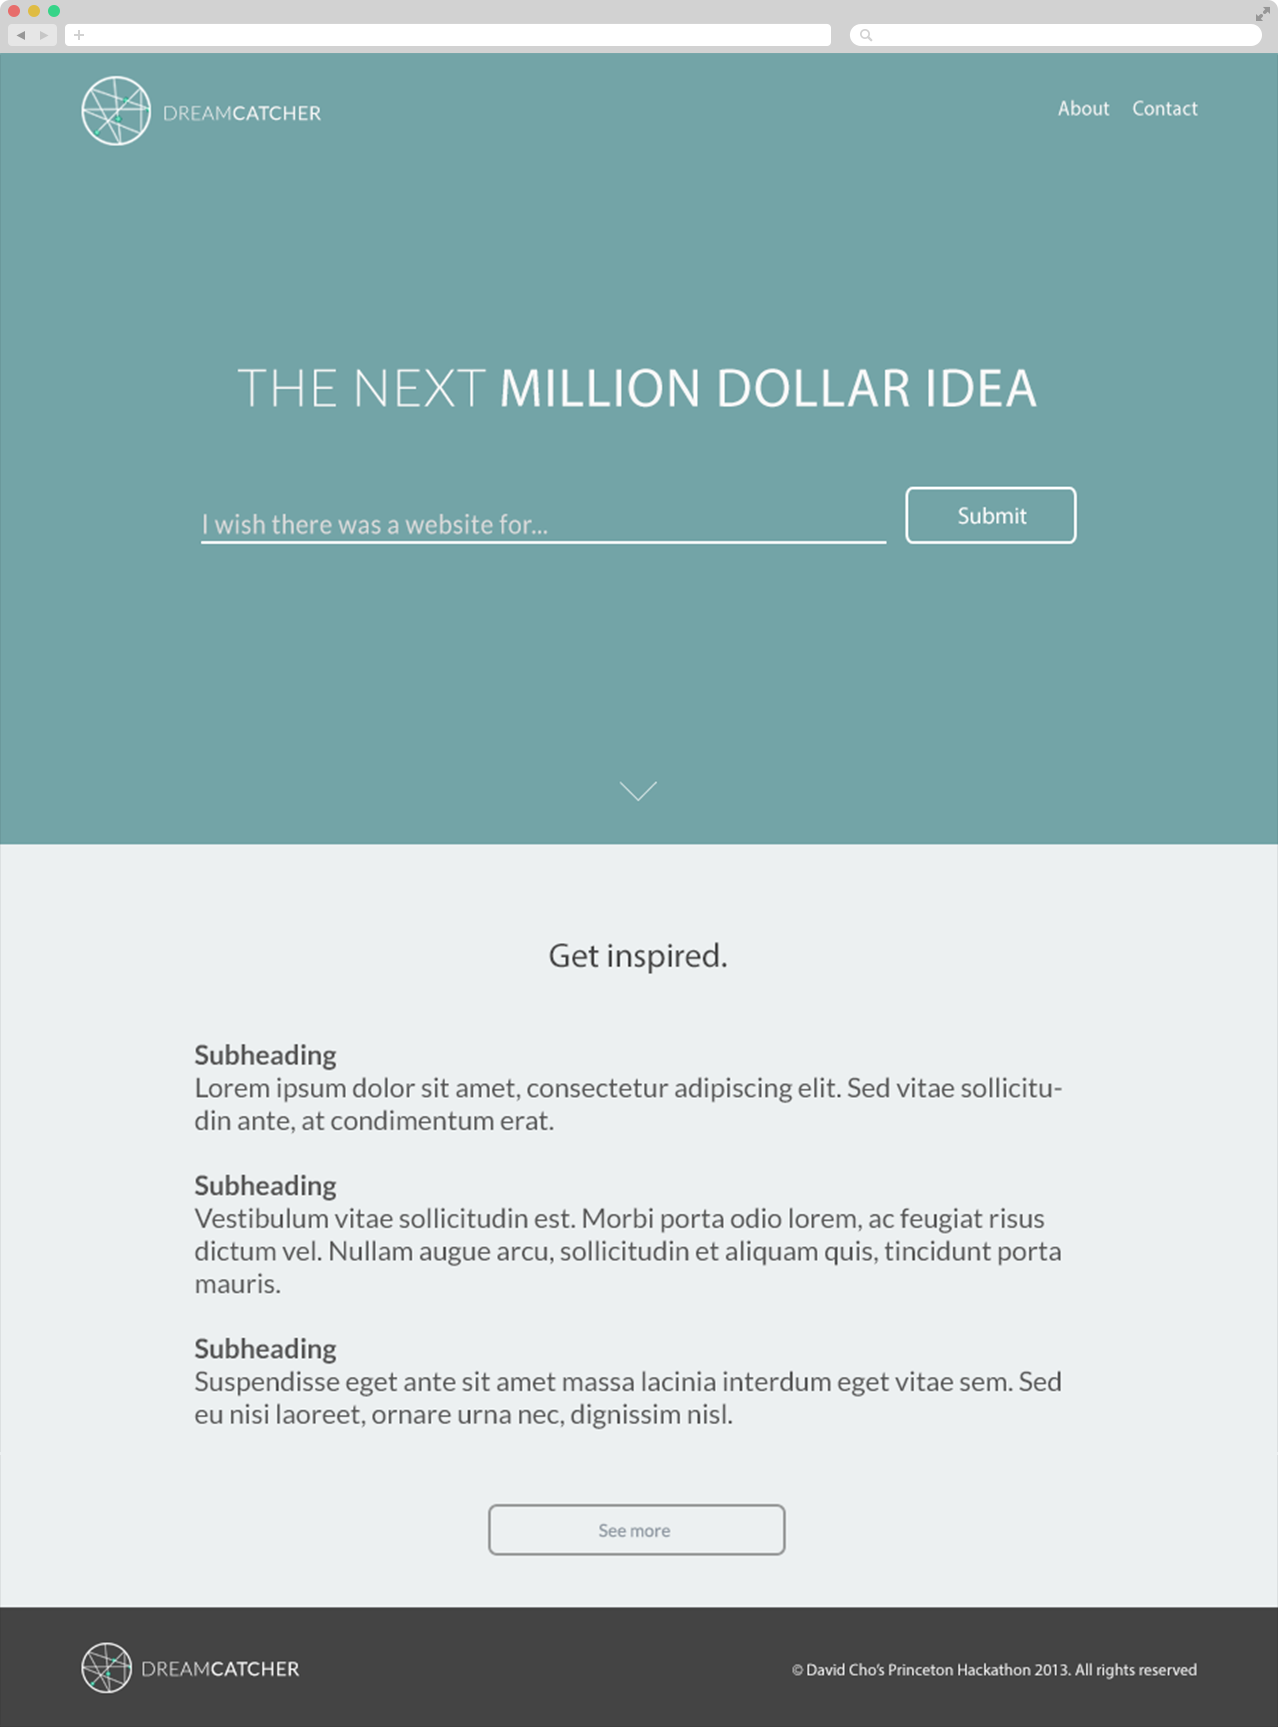 DREAMCATCHER
About Contact
THE NEXT MILLION DOLLAR IDEA
I wish there was a website for...
Submit
Get inspired.
Subheading
Lorem ipsum dolor sit amet, consectetur adipiscing elit. Sed vitae sollicitu-
din ante, at condimentum erat.
Subheading
Vestibulum vitae sollicitudin est. Morbi porta odio lorem, ac feugiat risus
dictum vel. Nullam augue arcu, sollicitudin et aliquam quis, tincidunt porta
mauris.
Subheading
Suspendisse eget ante sit amet massa lacinia interdum eget vitae sem. Sed
eu nisi laoreet, ornare urna nec, dignissim nisl.
See more
DREAMCATCHER
© David Cho's Princeton Hackathon 2013. All rights reserved